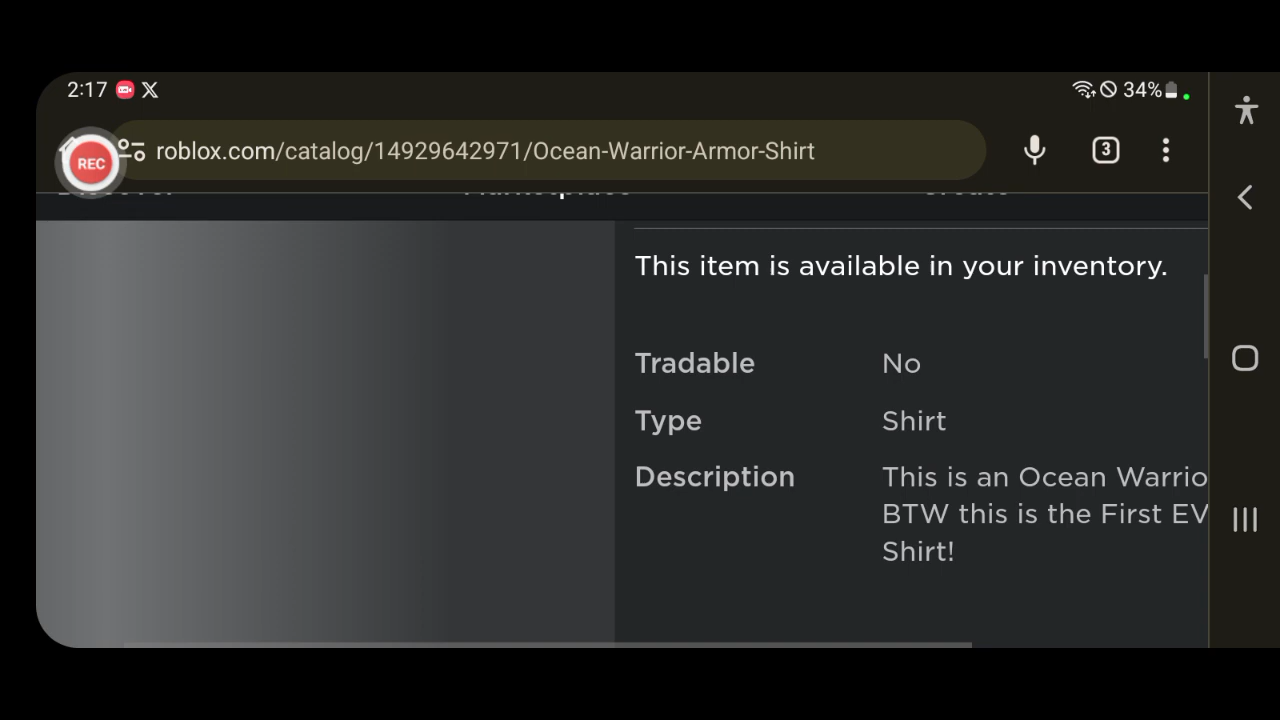 2:17 34%
REC roblox.com/catalog/14929642971/Ocean-Warrior-Armor-Shirt 3
This item is available in your inventory.
Tradable No
Type Shirt
Description This is an Ocean Warrio
BTW this is the First EV
Shirt!